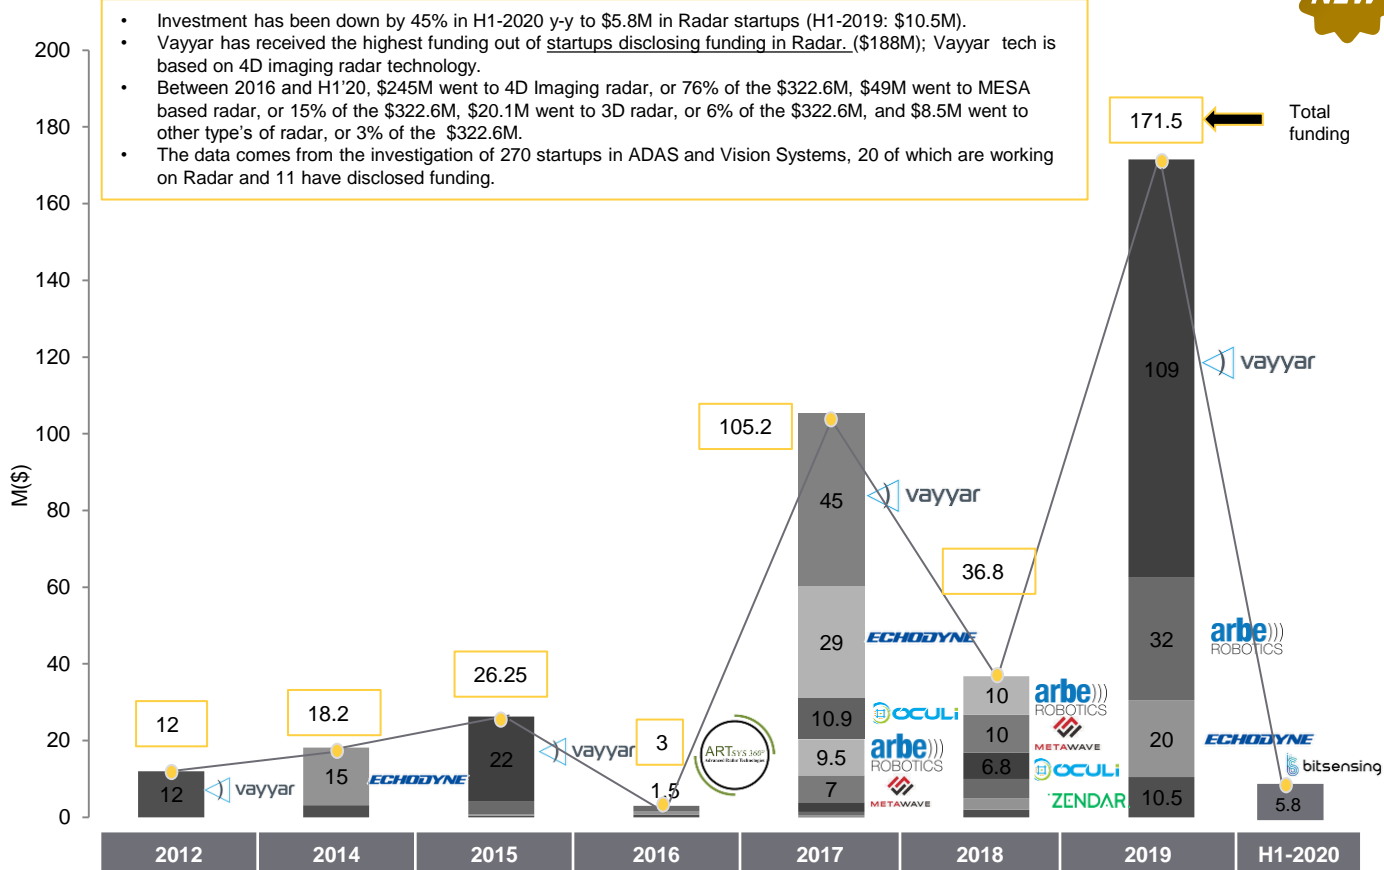 NEW
• Investment has been down by 45% in H1-2020 y-y to $5.8M in Radar startups (H1-2019: $10.5M).
• Vayyar has received the highest funding out of startups disclosing funding in Radar. ($188M); Vayyar tech is
based on 4D imaging radar technology.
• Between 2016 and H1'20, $245M went to 4D Imaging radar, or 76% of the $322.6M, $49M went to MESA
based radar, or 15% of the $322.6M, $20.1M went to 3D radar, or 6% of the $322.6M, and $8.5M went to
other type's of radar, or 3% of the $322.6M.
• The data comes from the investigation of 270 startups in ADAS and Vision Systems, 20 of which are working
on Radar and 11 have disclosed funding.
Total
funding
M($)
200
180
160
140
120
100
80
60
40
20
0
12
12
vayyar
18.2
15
ECHODYNE
26.25
22
vayyar
3
1.5
ARTSYS 360°
Advanced Radar Technologies
105.2
45
vayyar
29
ECHODYNE
10.9
OCULi
9.5
arbe)))
ROBOTICS
7
METAWAVE
36.8
10
arbe)))
ROBOTICS
10
METAWAVE
6.8
OCULi
ZENDAR
171.5
109
vayyar
32
arbe)))
ROBOTICS
20
ECHODYNE
10.5
bitsensing
5.8
2012
2014
2015
2016
2017
2018
2019
H1-2020